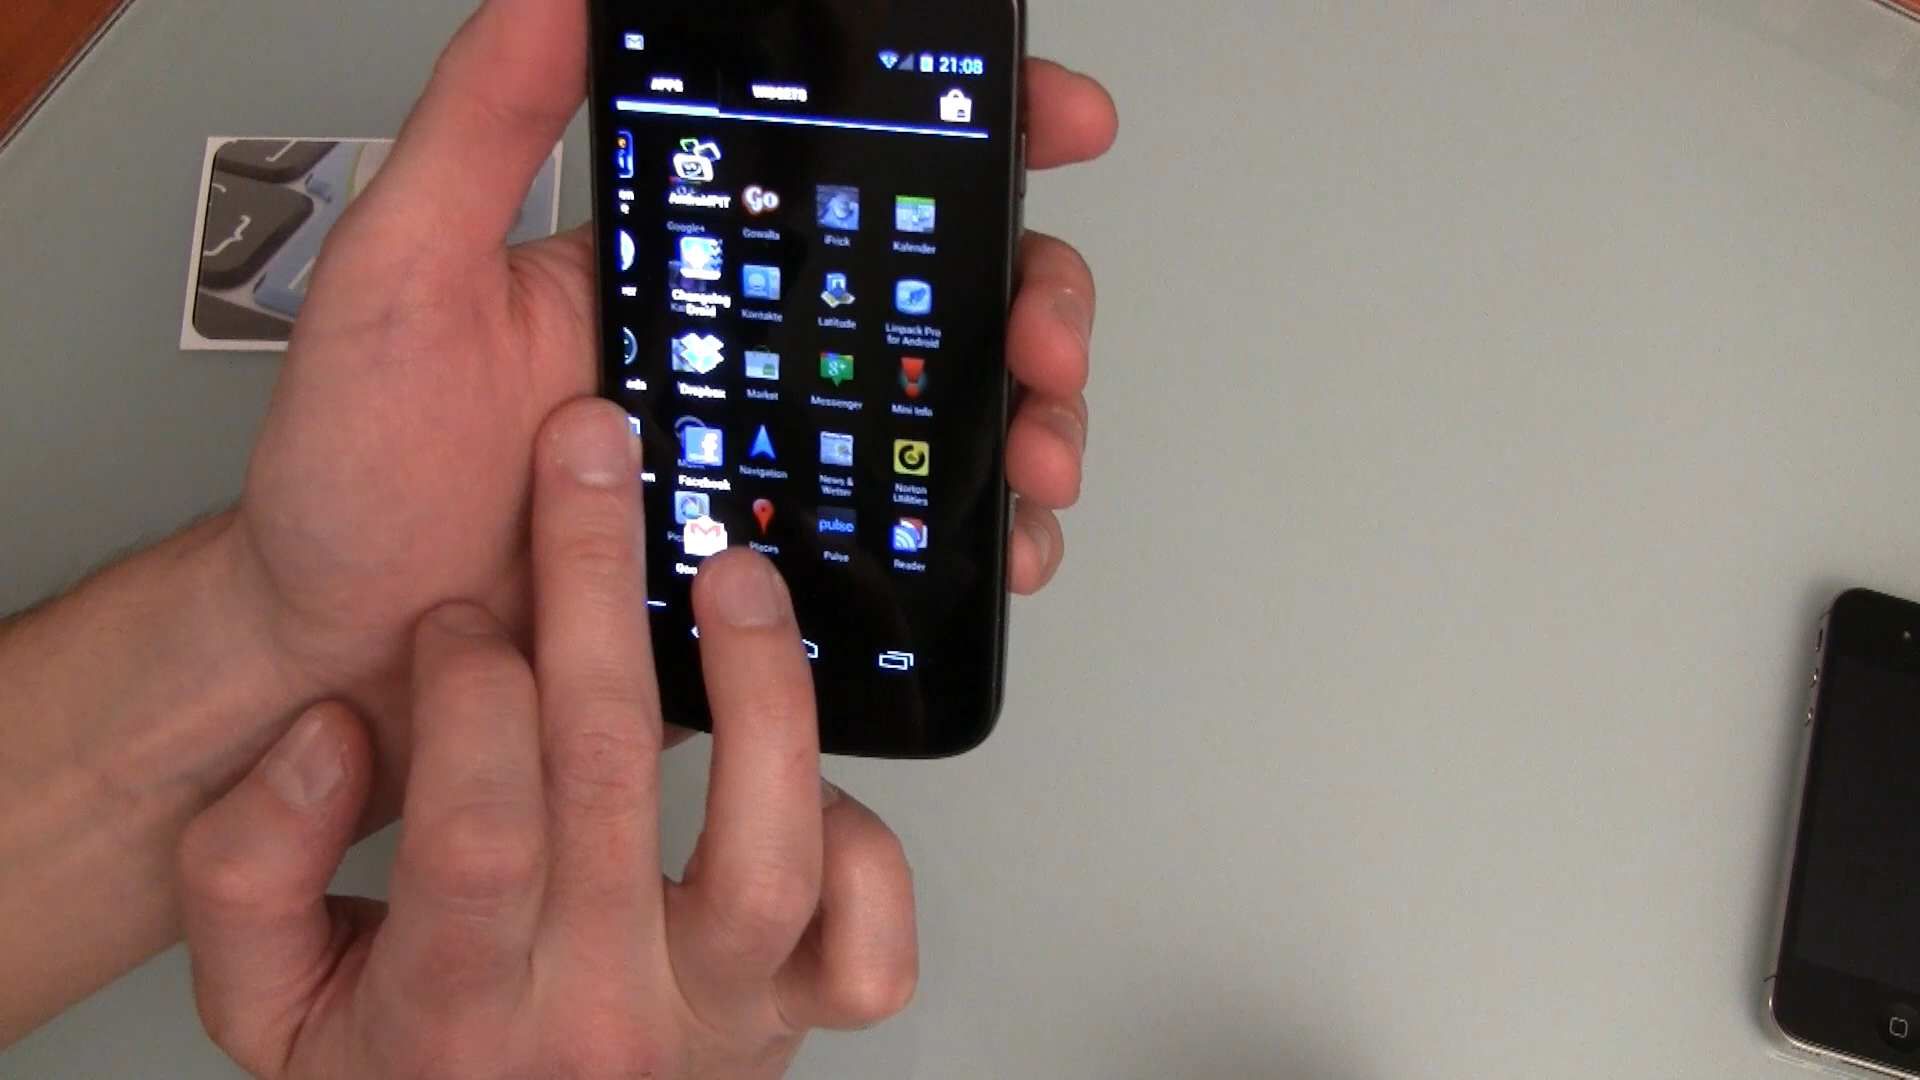 21:08
APPS WIDGETS
AndroidPIT
Google+
Go
Gowalla
iTrick
Kalender
Changelog
Droid
Kontakte
Latitude
Linpack Pro
for Android
Dropbox
Market
g+
Messenger
Mini Info
f
Facebook
Navigation
News &
Wetter
Norton
Utilities
Places
pulse
Pulse
Reader